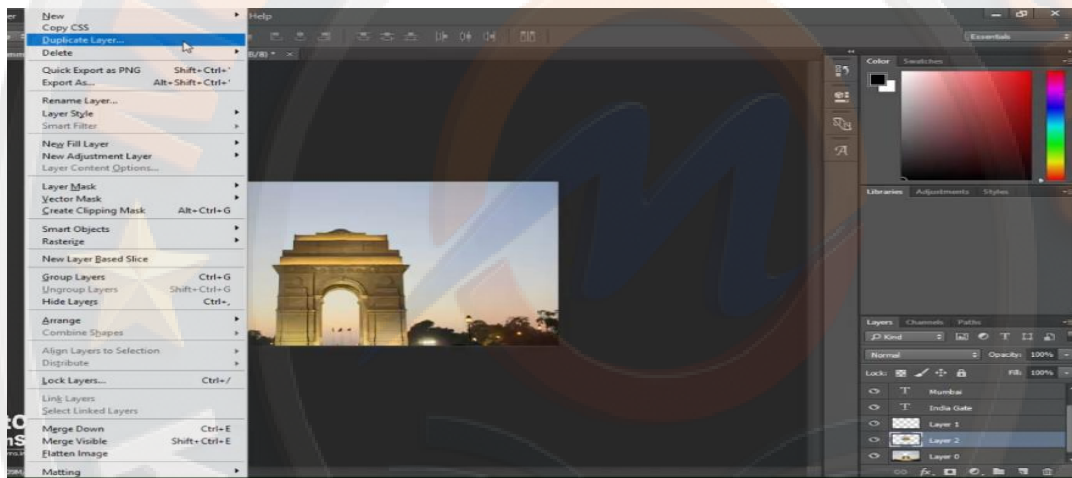 New
Help
Copy CSS
Duplicate Layer...
Delete
Essentials
Quick Export as PNG Shift+Ctrl+'
Export As... Alt+Shift+Ctrl+'
Rename Layer...
Layer Style
Smart Filter
New Fill Layer
New Adjustment Layer
Layer Content Options...
Layer Mask
Vector Mask
Create Clipping Mask Alt+Ctrl+G
Smart Objects
Rasterize
New Layer Based Slice
Group Layers Ctrl+G
Ungroup Layers Shift+Ctrl+G
Hide Layers Ctrl+,
Arrange
Combine Shapes
Align Layers to Selection
Distribute
Lock Layers... Ctrl+/
Link Layers
Select Linked Layers
Merge Down Ctrl+E
Merge Visible Shift+Ctrl+E
Flatten Image
Matting
Color Swatches
Libraries Adjustments Styles
Layers Channels Paths
Kind
Normal Opacity: 100%
Lock: Fill: 100%
T Mumbai
T India Gate
Layer 1
Layer 2
Layer 0